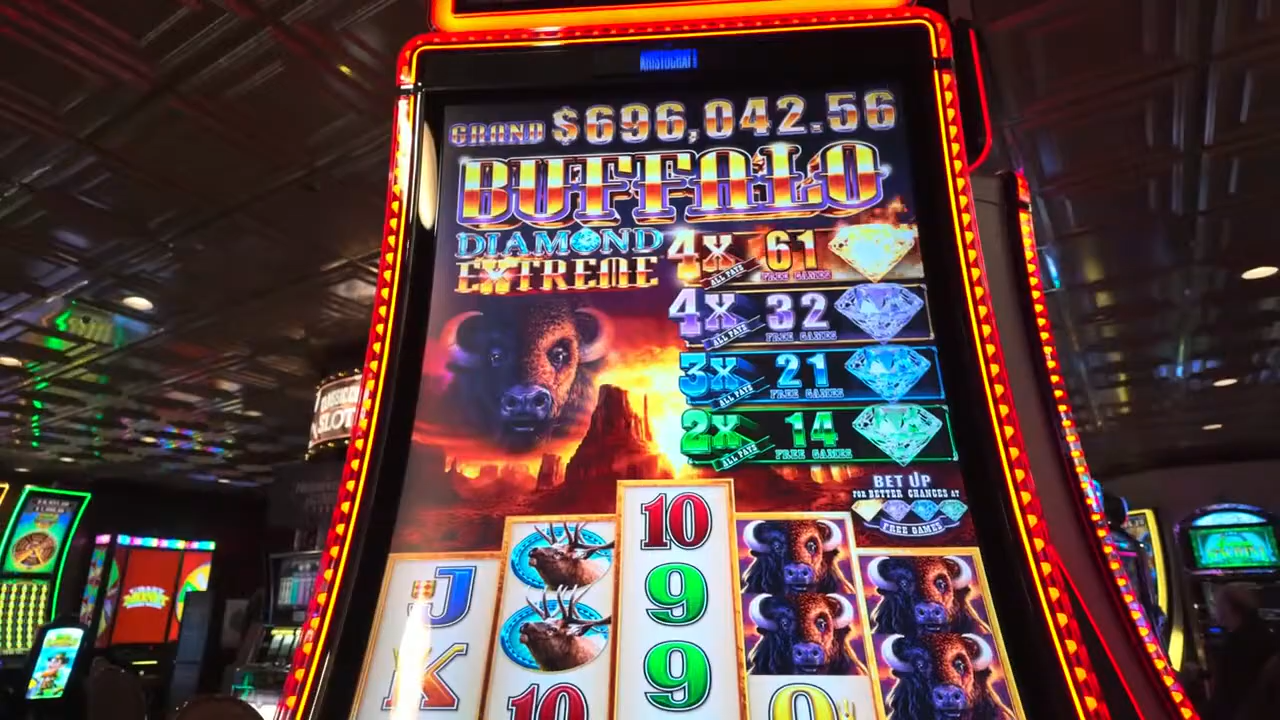 ARISTOCRAT
GRAND $696,042.56
BUFFALO
DIAMOND
EXTREME
4X ALL PAYS 61 FREE GAMES
4X ALL PAYS 32 FREE GAMES
3X ALL PAYS 21 FREE GAMES
2X ALL PAYS 14 FREE GAMES
BET UP
FOR BETTER CHANCES AT
FREE GAMES
SLOT
J
K
10
10
9
9
Q